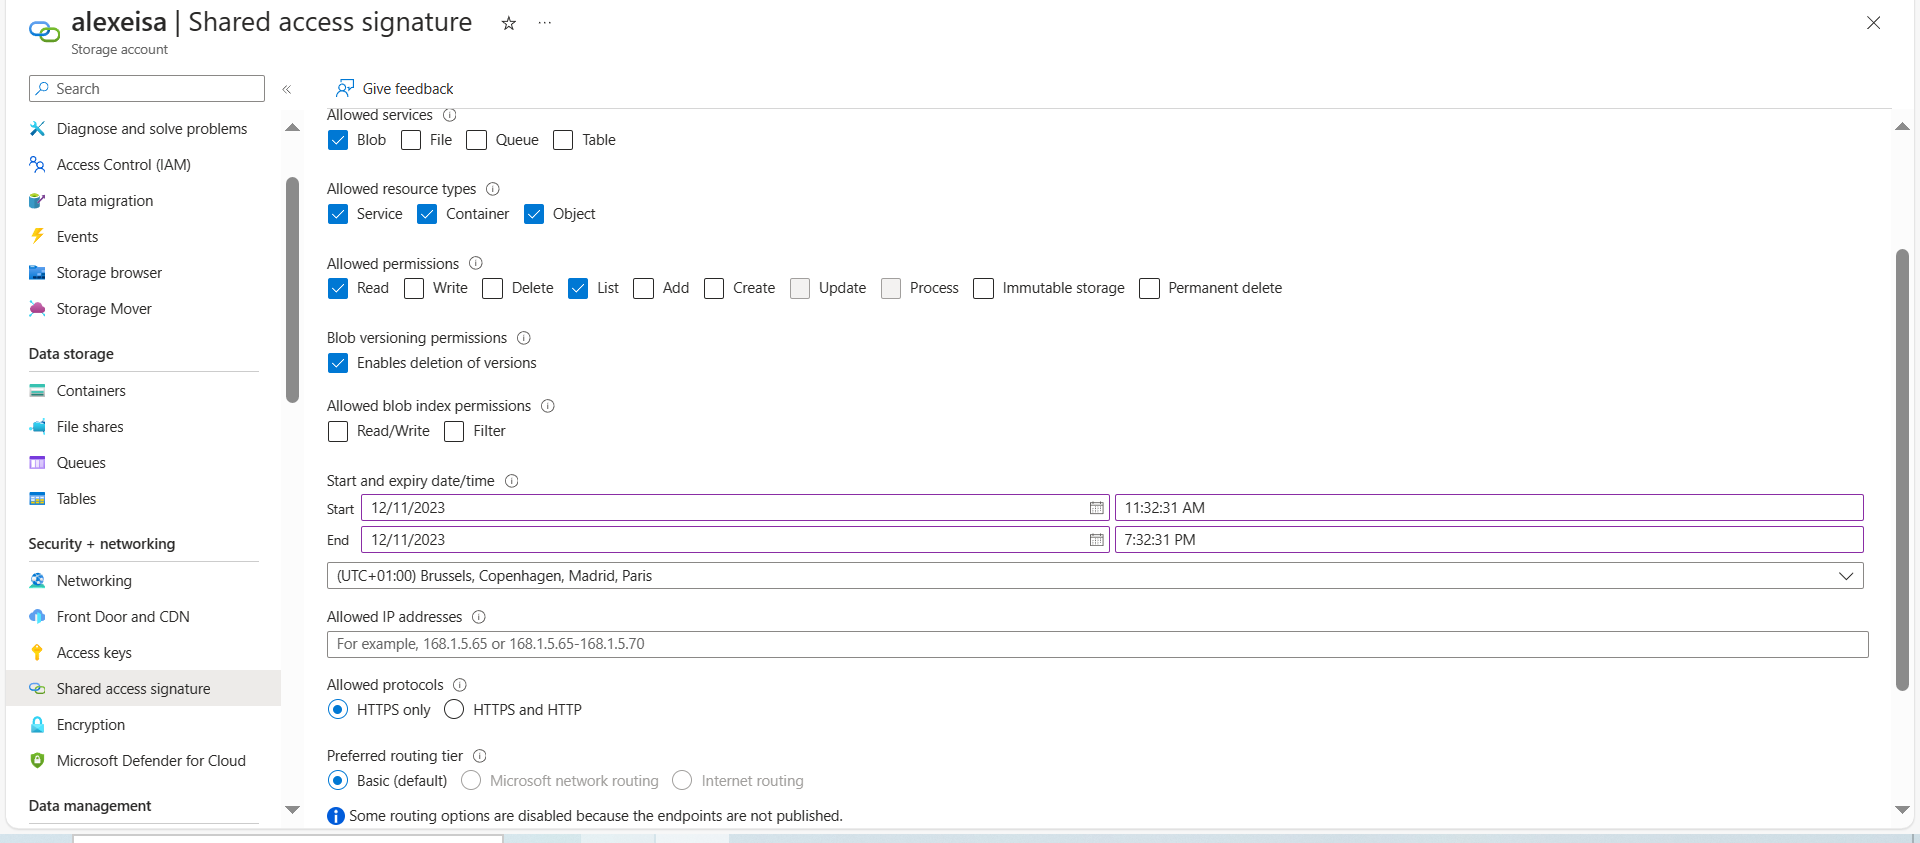 alexeisa | Shared access signature
Storage account
Search
Diagnose and solve problems
Access Control (IAM)
Data migration
Events
Storage browser
Storage Mover
Data storage
Containers
File shares
Queues
Tables
Security + networking
Networking
Front Door and CDN
Access keys
Shared access signature
Encryption
Microsoft Defender for Cloud
Data management
Give feedback
Allowed services
Blob File Queue Table
Allowed resource types
Service Container Object
Allowed permissions
Read Write Delete List Add Create Update Process Immutable storage Permanent delete
Blob versioning permissions
Enables deletion of versions
Allowed blob index permissions
Read/Write Filter
Start and expiry date/time
Start 12/11/2023 11:32:31 AM
End 12/11/2023 7:32:31 PM
(UTC+01:00) Brussels, Copenhagen, Madrid, Paris
Allowed IP addresses
For example, 168.1.5.65 or 168.1.5.65-168.1.5.70
Allowed protocols
HTTPS only HTTPS and HTTP
Preferred routing tier
Basic (default) Microsoft network routing Internet routing
Some routing options are disabled because the endpoints are not published.